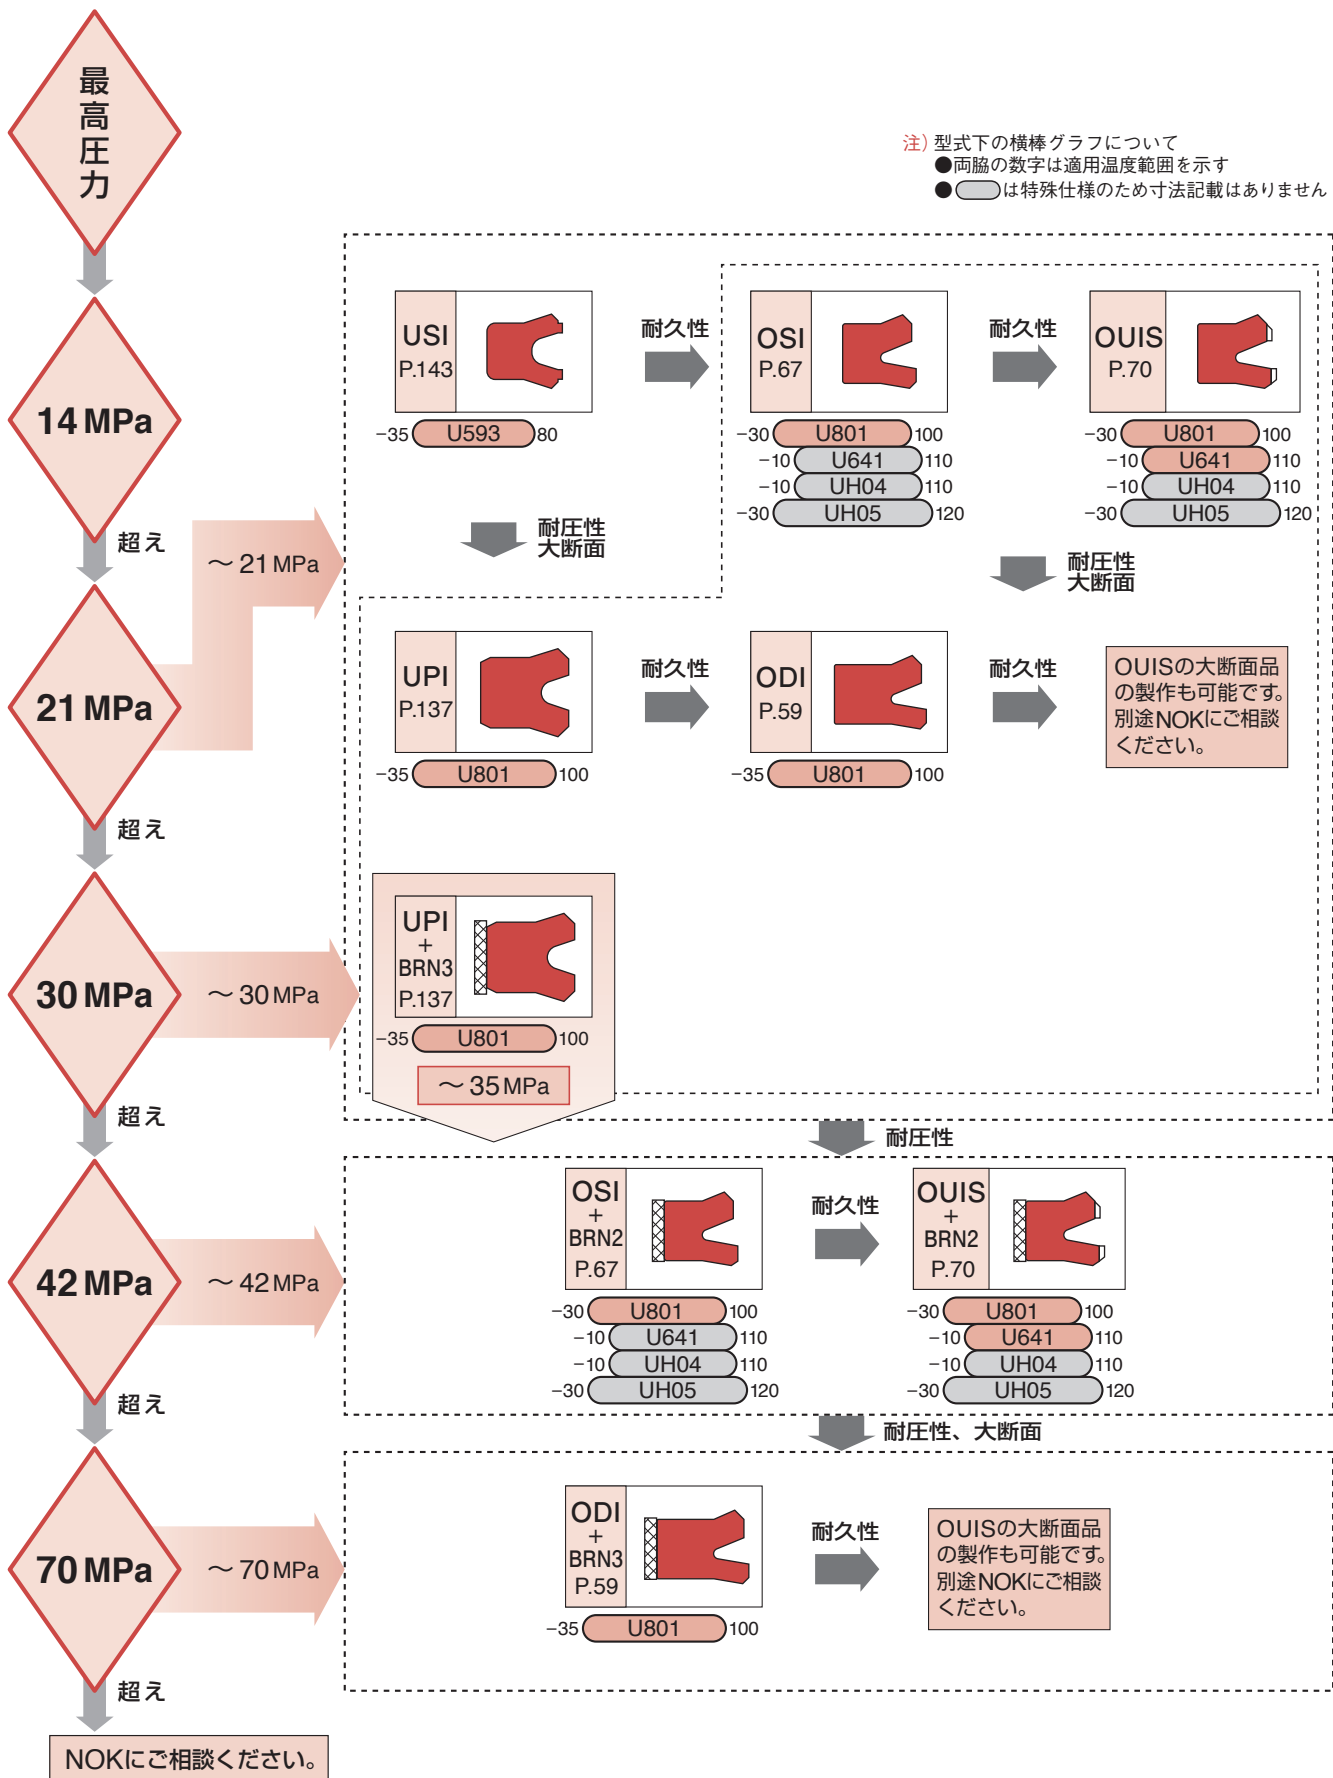 最高圧力
注) 型式下の横棒グラフについて
●両脇の数字は適用温度範囲を示す
●は特殊仕様のため寸法記載はありません
14 MPa
超え
～ 21 MPa
21 MPa
超え
30 MPa
～ 30 MPa
超え
42 MPa
～ 42 MPa
超え
70 MPa
～ 70 MPa
超え
NOKにご相談ください。
USI
P.143
-35 U593 80
耐久性
OSI
P.67
-30 U801 100
-10 U641 110
-10 UH04 110
-30 UH05 120
耐久性
OUIS
P.70
-30 U801 100
-10 U641 110
-10 UH04 110
-30 UH05 120
耐圧性
大断面
耐圧性
大断面
UPI
P.137
-35 U801 100
耐久性
ODI
P.59
-35 U801 100
耐久性
OUISの大断面品
の製作も可能です。
別途NOKにご相談
ください。
UPI
+
BRN3
P.137
-35 U801 100
～ 35 MPa
耐圧性
OSI
+
BRN2
P.67
-30 U801 100
-10 U641 110
-10 UH04 110
-30 UH05 120
耐久性
OUIS
+
BRN2
P.70
-30 U801 100
-10 U641 110
-10 UH04 110
-30 UH05 120
耐圧性、大断面
ODI
+
BRN3
P.59
-35 U801 100
耐久性
OUISの大断面品
の製作も可能です。
別途NOKにご相談
ください。